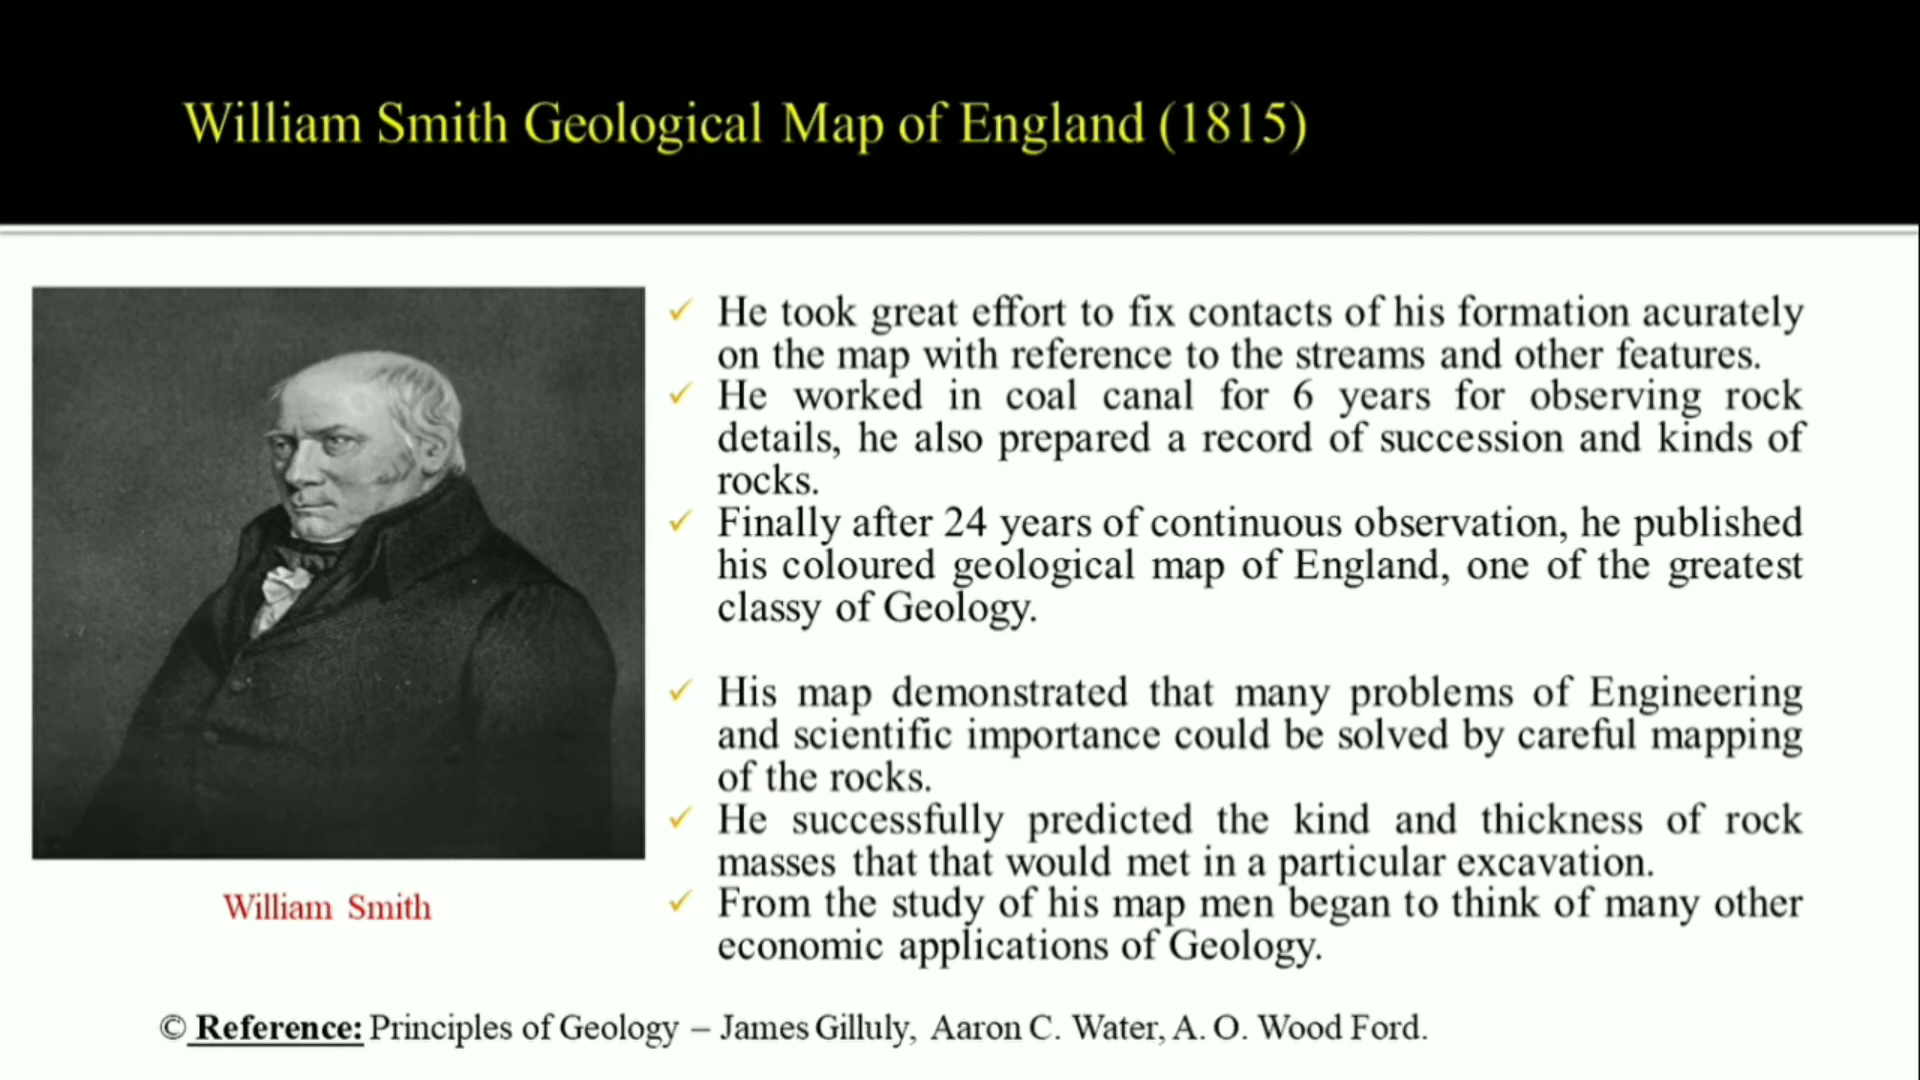 William Smith Geological Map of England (1815)
✓ He took great effort to fix contacts of his formation acurately
on the map with reference to the streams and other features.
✓ He worked in coal canal for 6 years for observing rock
details, he also prepared a record of succession and kinds of
rocks.
✓ Finally after 24 years of continuous observation, he published
his coloured geological map of England, one of the greatest
classy of Geology.
✓ His map demonstrated that many problems of Engineering
and scientific importance could be solved by careful mapping
of the rocks.
✓ He successfully predicted the kind and thickness of rock
masses that that would met in a particular excavation.
✓ From the study of his map men began to think of many other
economic applications of Geology.
William Smith
© Reference: Principles of Geology – James Gilluly, Aaron C. Water, A. O. Wood Ford.